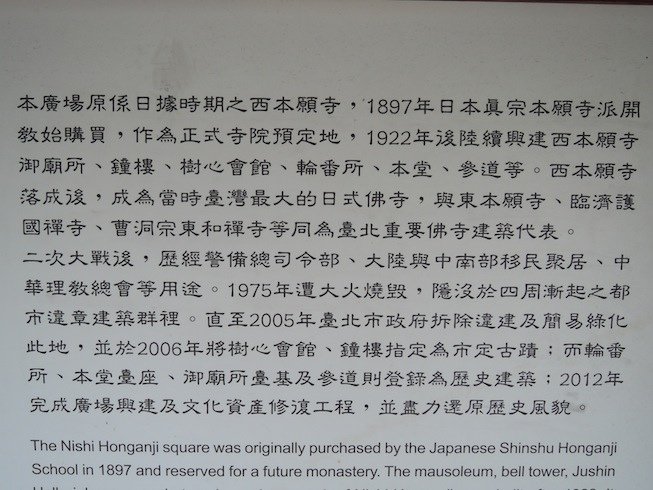 本廣場原係日據時期之西本願寺，1897年日本真宗本願寺派開
教始購買，作為正式寺院預定地，1922年後陸續興建西本願寺
御廟所、鐘樓、樹心會館、輪番所、本堂、參道等。西本願寺
落成後，成為當時臺灣最大的日式佛寺，與東本願寺、臨濟護
國禪寺、曹洞宗東和禪寺等同為臺北重要佛寺建築代表。
二次大戰後，歷經警備總司令部、大陸與中南部移民聚居、中
華理教總會等用途。1975年遭大火燒毀，隱沒於四周漸起之都
市違章建築群裡。直至2005年臺北市政府拆除違建及簡易綠化
此地，並於2006年將樹心會館、鐘樓指定為市定古蹟；而輪番
所、本堂臺座、御廟所臺基及參道則登錄為歷史建築；2012年
完成廣場興建及文化資產修復工程，並盡力還原歷史風貌。
The Nishi Honganji square was originally purchased by the Japanese Shinshu Honganji
School in 1897 and reserved for a future monastery. The mausoleum, bell tower, Jushin